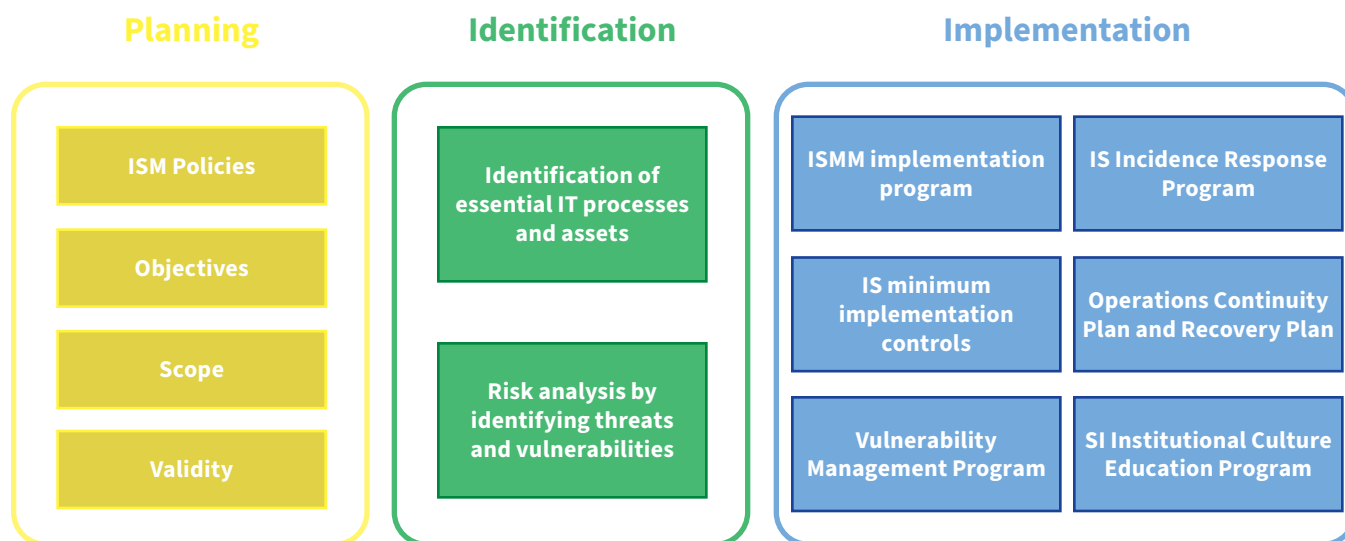 Planning
ISM Policies
Objectives
Scope
Validity
Identification
Identification of
essential IT processes
and assets
Risk analysis by
identifying threats
and vulnerabilities
Implementation
ISMM implementation
program
IS Incidence Response
Program
IS minimum
implementation
controls
Operations Continuity
Plan and Recovery Plan
Vulnerability
Management Program
SI Institutional Culture
Education Program